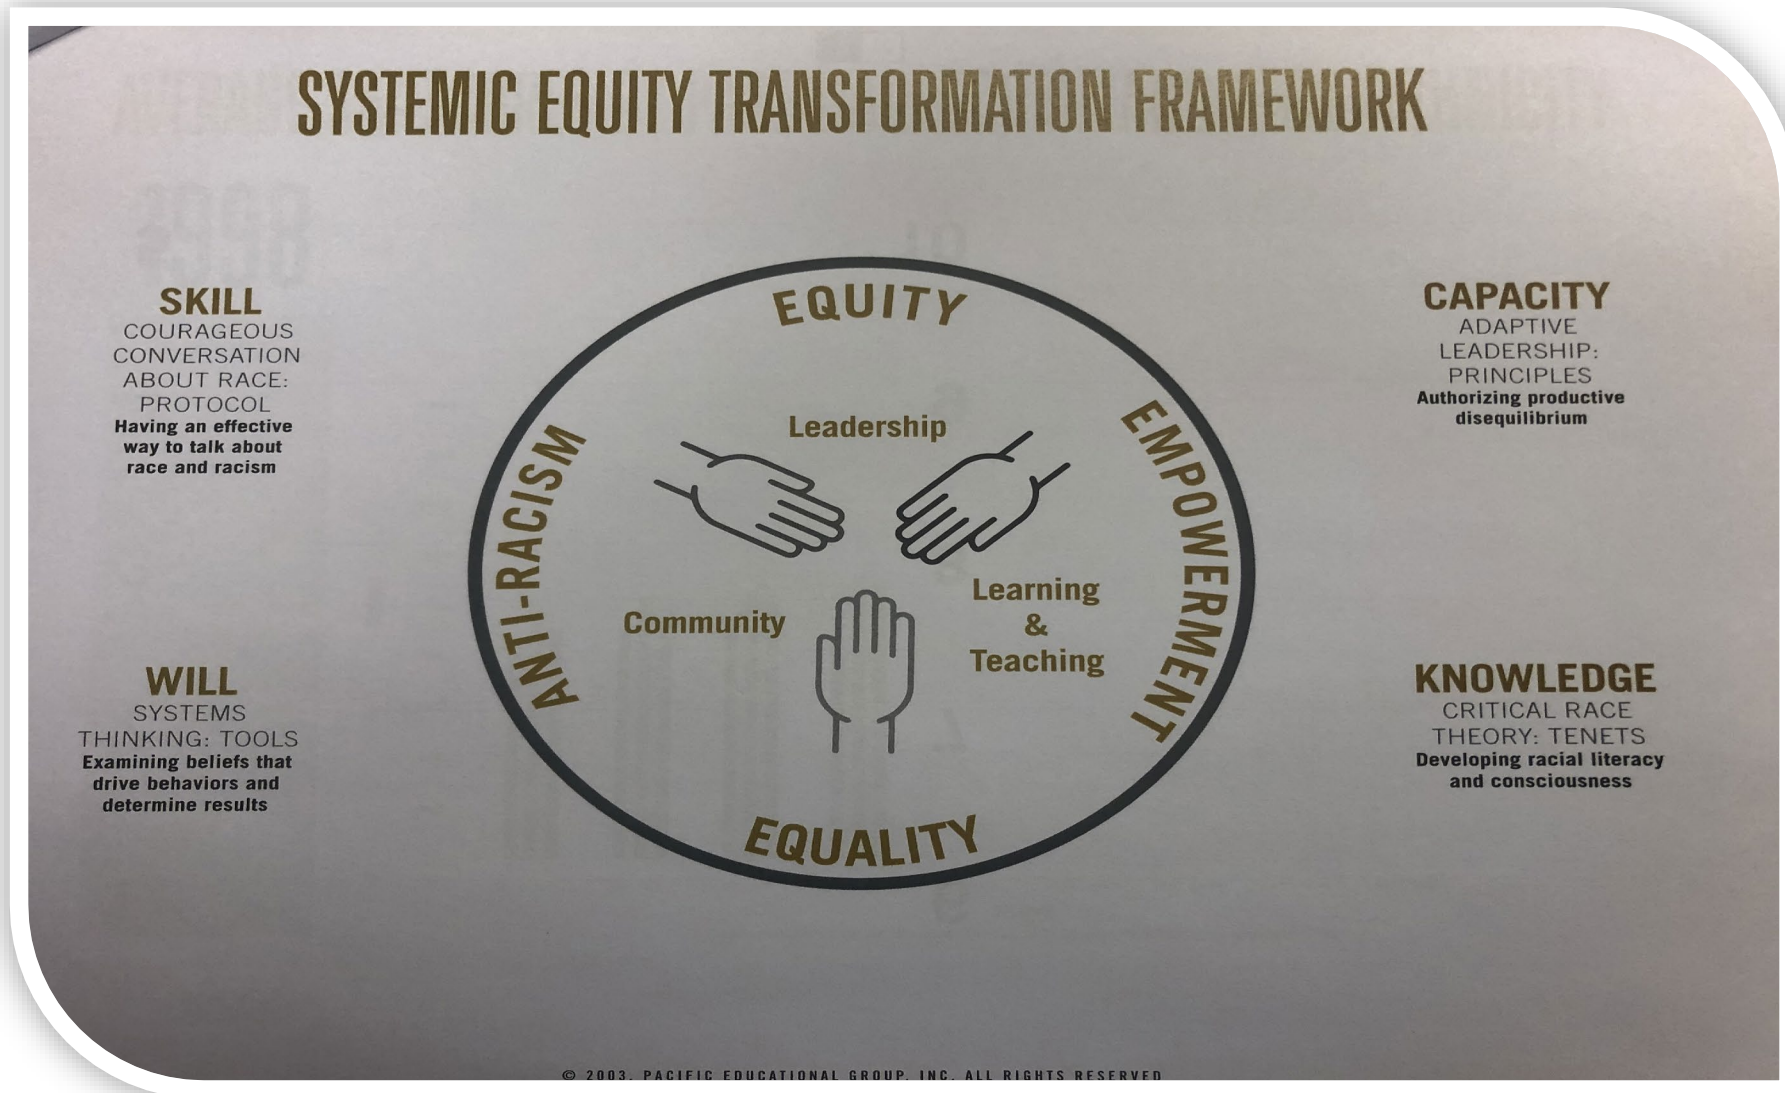 SYSTEMIC EQUITY TRANSFORMATION FRAMEWORK
SKILL
COURAGEOUS
CONVERSATION
ABOUT RACE:
PROTOCOL
Having an effective
way to talk about
race and racism
CAPACITY
ADAPTIVE
LEADERSHIP:
PRINCIPLES
Authorizing productive
disequilibrium
EQUITY
ANTI-RACISM
EMPOWERMENT
EQUALITY
Leadership
Community
Learning
&
Teaching
WILL
SYSTEMS
THINKING: TOOLS
Examining beliefs that
drive behaviors and
determine results
KNOWLEDGE
CRITICAL RACE
THEORY: TENETS
Developing racial literacy
and consciousness
© 2003. PACIFIC EDUCATIONAL GROUP, INC. ALL RIGHTS RESERVED